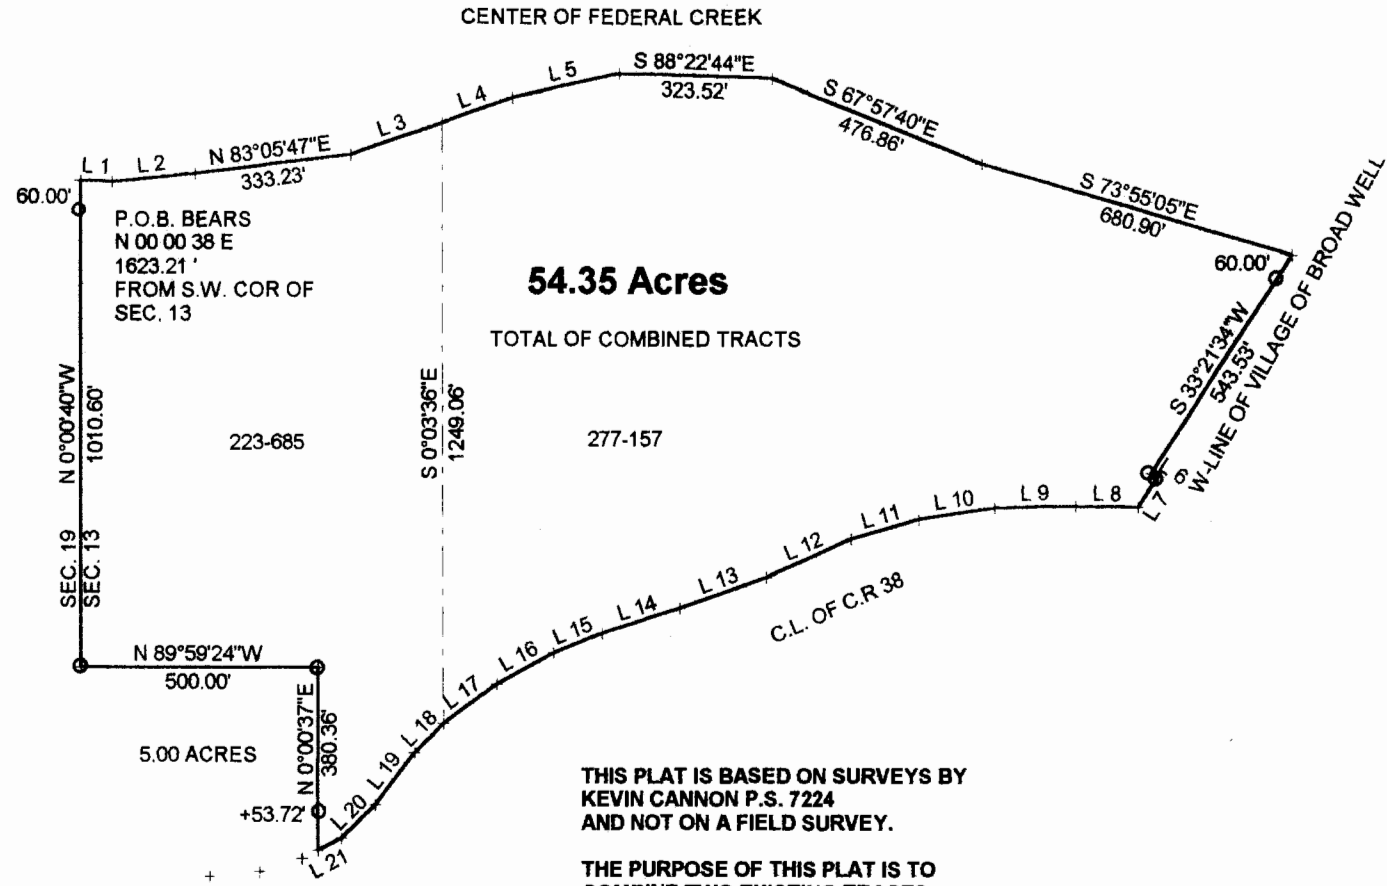 CENTER OF FEDERAL CREEK
L 1
L 2
N 83°05'47"E
333.23'
L 3
L 4
L 5
S 88°22'44"E
323.52'
S 67°57'40"E
476.86'
S 73°55'05"E
680.90'
60.00'
P.O.B. BEARS
N 00 00 38 E
1623.21 '
FROM S.W. COR OF
SEC. 13
54.35 Acres
TOTAL OF COMBINED TRACTS
60.00'
S 33°21'34"W
543.53'
W-LINE OF VILLAGE OF BROAD WELL
N 0°00'40"W
1010.60'
SEC. 19
SEC. 13
223-685
S 0°03'36"E
1249.06'
277-157
L 6
L 7
L 8
L 9
L 10
L 11
L 12
L 13
L 14
L 15
L 16
L 17
L 18
L 19
L 20
L 21
C.L. OF C.R 38
N 89°59'24"W
500.00'
N 0°00'37"E
380.36'
5.00 ACRES
+53.72'
THIS PLAT IS BASED ON SURVEYS BY
KEVIN CANNON P.S. 7224
AND NOT ON A FIELD SURVEY.
THE PURPOSE OF THIS PLAT IS TO
COMBINE TWO EXISTING TRACTS